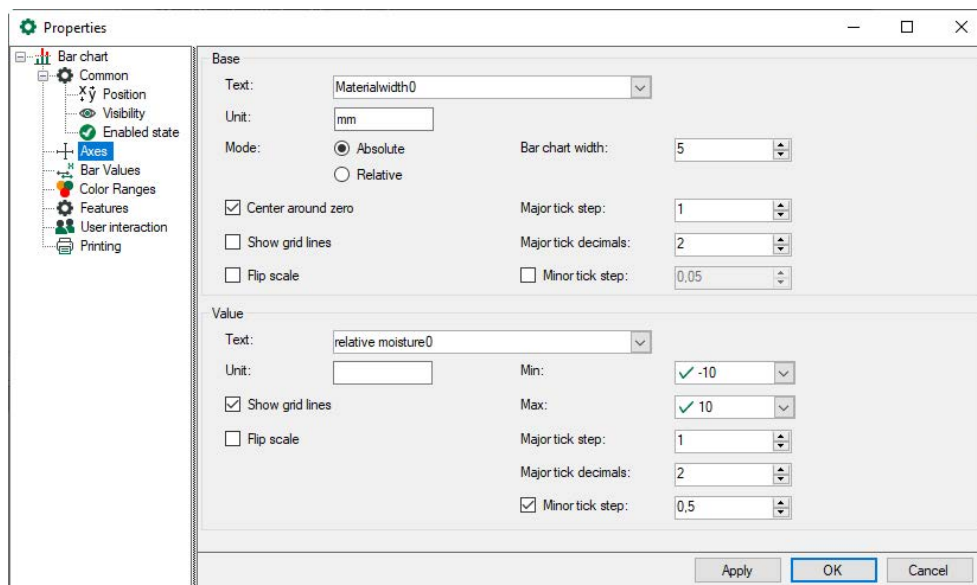 Properties
Bar chart
Common
Position
Visibility
Enabled state
Axes
Bar Values
Color Ranges
Features
User interaction
Printing
Base
Text: Materialwidth0
Unit: mm
Mode: Absolute Bar chart width: 5
Relative
Center around zero Major tick step: 1
Show grid lines Major tick decimals: 2
Flip scale Minor tick step: 0,05
Value
Text: relative moisture0
Unit: Min: -10
Show grid lines Max: 10
Flip scale Major tick step: 1
Major tick decimals: 2
Minor tick step: 0,5
Apply OK Cancel